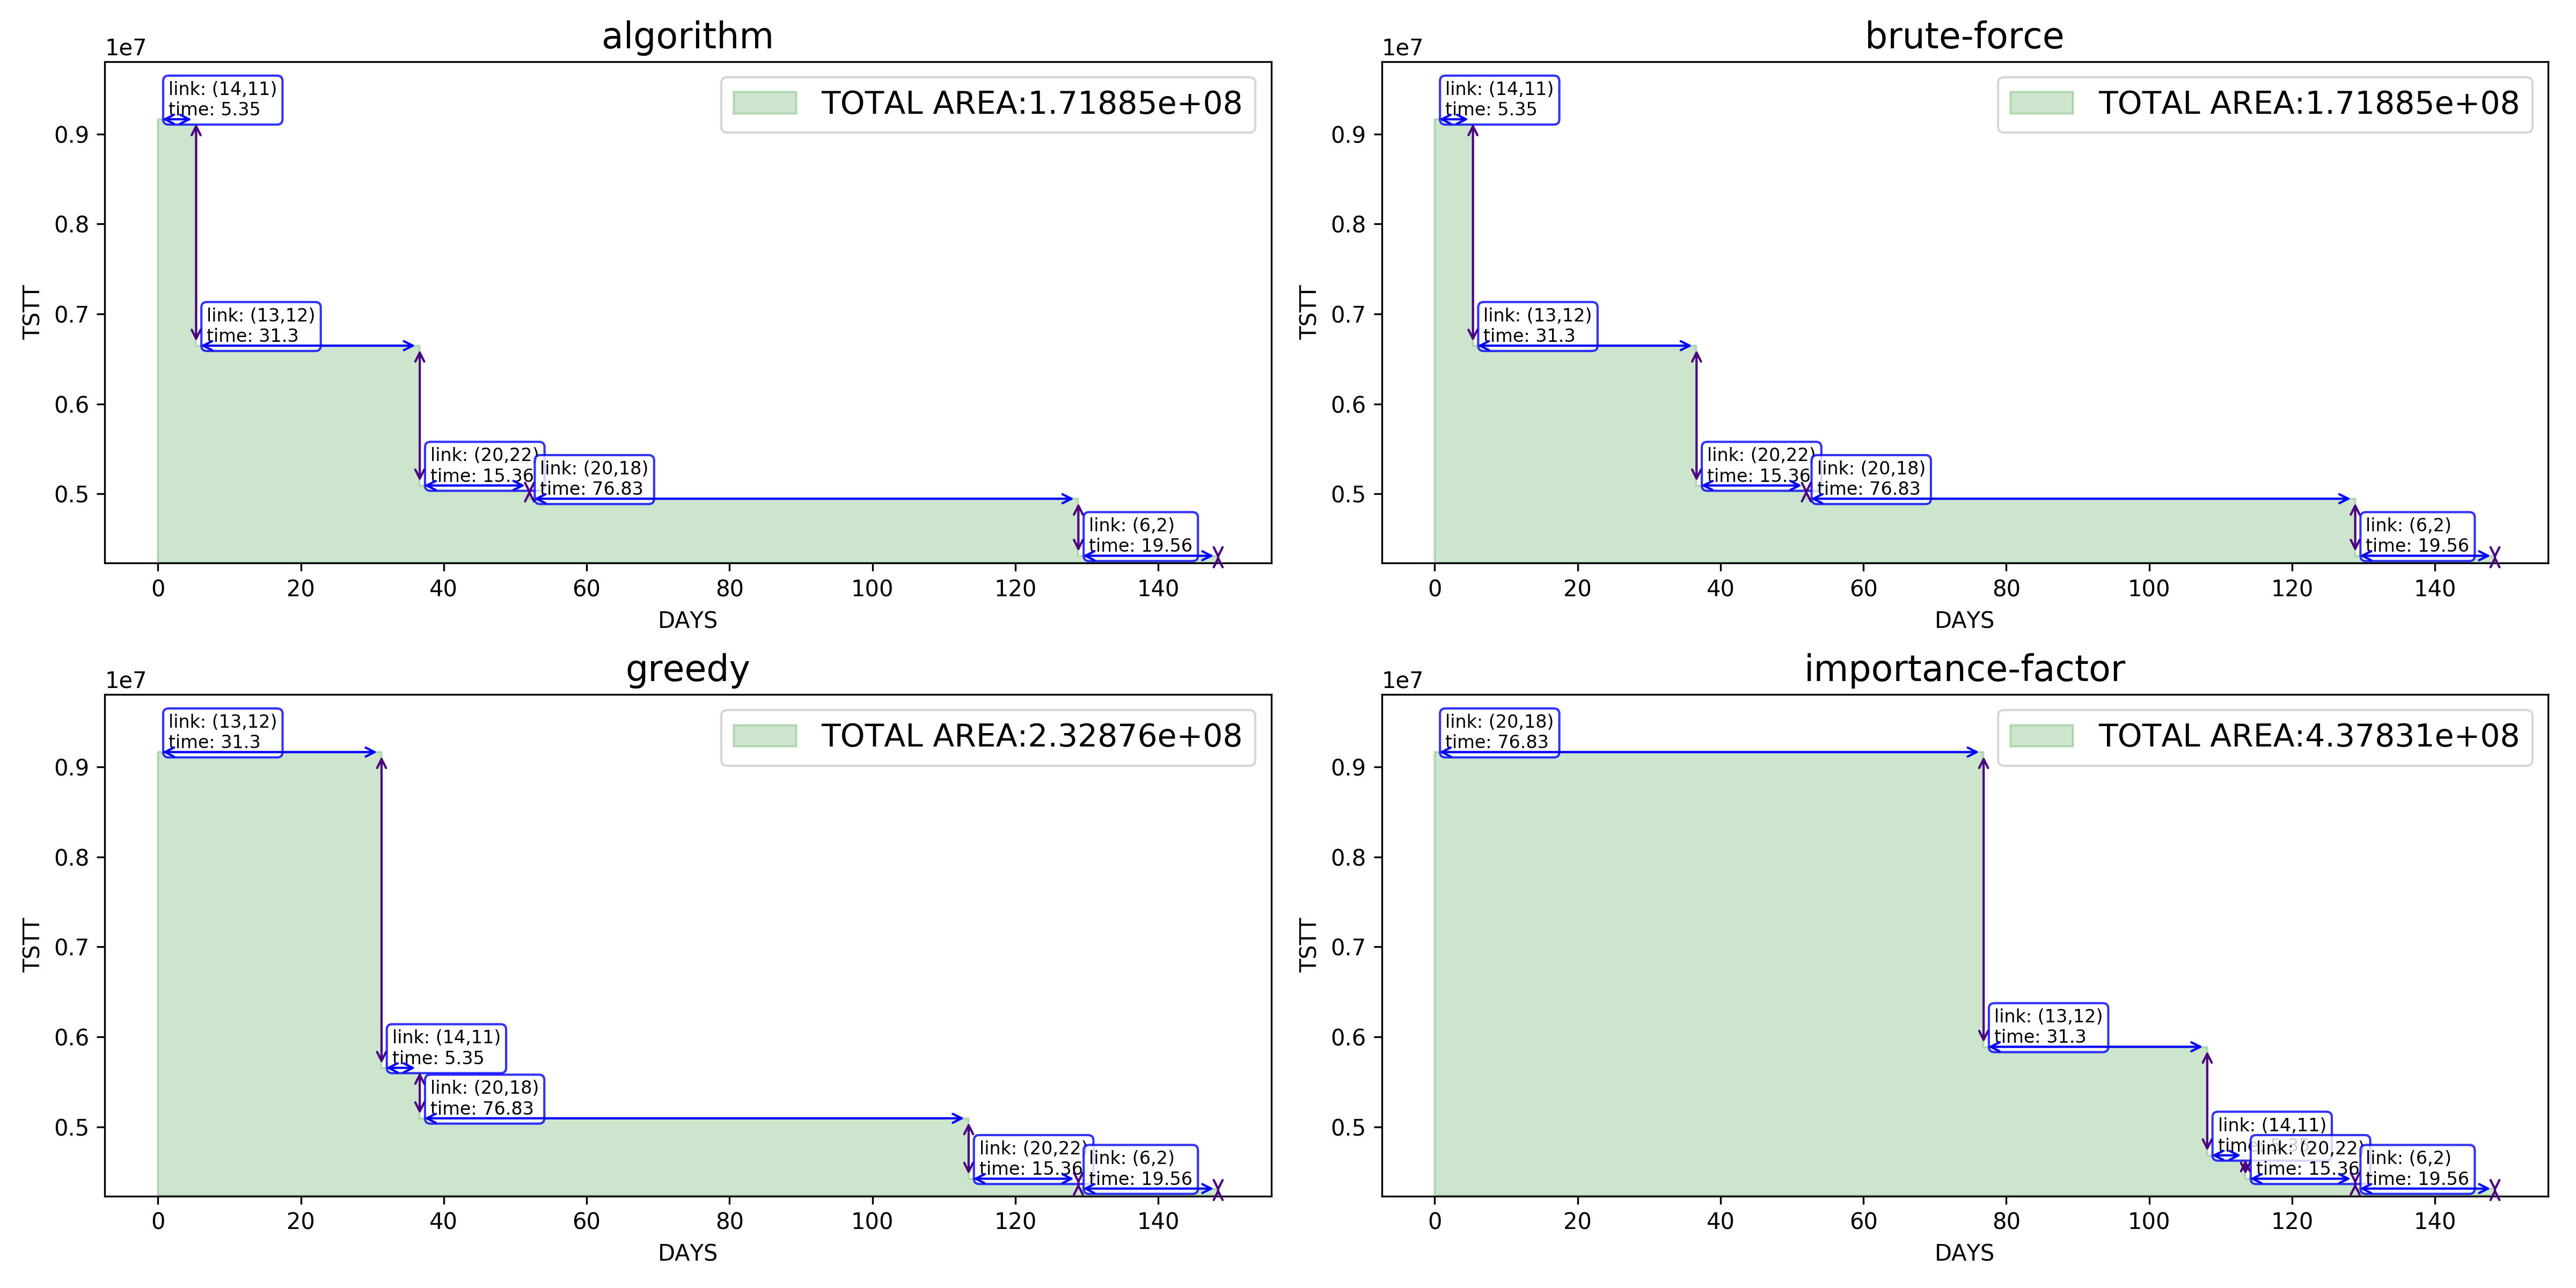 algorithm
1e7
TOTAL AREA:1.71885e+08
link: (14,11)
time: 5.35
link: (13,12)
time: 31.3
link: (20,22)
time: 15.36
link: (20,18)
time: 76.83
link: (6,2)
time: 19.56
0.9
0.8
0.7
0.6
0.5
TSTT
0 20 40 60 80 100 120 140
DAYS
brute-force
1e7
TOTAL AREA:1.71885e+08
link: (14,11)
time: 5.35
link: (13,12)
time: 31.3
link: (20,22)
time: 15.36
link: (20,18)
time: 76.83
link: (6,2)
time: 19.56
0.9
0.8
0.7
0.6
0.5
TSTT
0 20 40 60 80 100 120 140
DAYS
greedy
1e7
TOTAL AREA:2.32876e+08
link: (13,12)
time: 31.3
link: (14,11)
time: 5.35
link: (20,18)
time: 76.83
link: (20,22)
time: 15.36
link: (6,2)
time: 19.56
0.9
0.8
0.7
0.6
0.5
TSTT
0 20 40 60 80 100 120 140
DAYS
importance-factor
1e7
TOTAL AREA:4.37831e+08
link: (20,18)
time: 76.83
link: (13,12)
time: 31.3
link: (14,11)
link: (20,22)
time: 15.36
link: (6,2)
time: 19.56
0.9
0.8
0.7
0.6
0.5
TSTT
0 20 40 60 80 100 120 140
DAYS